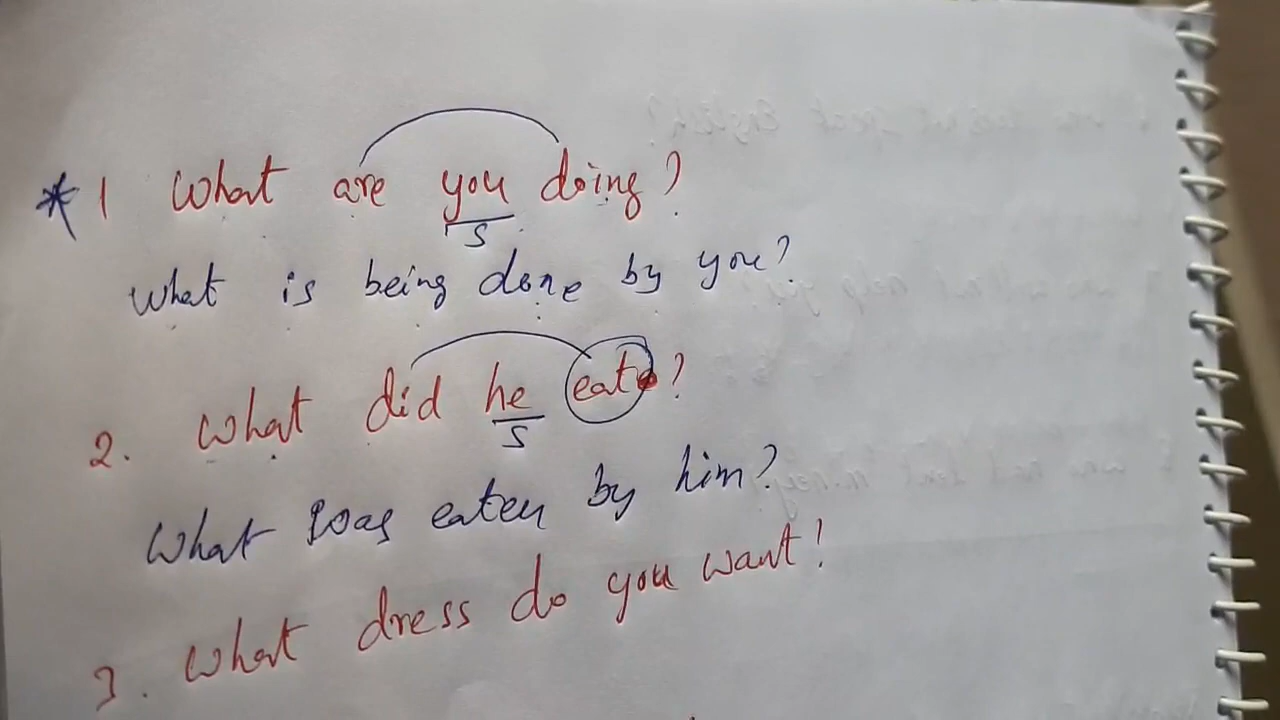 * 1 What are you doing?
S
What is being done by you?
2. What did he eat?
S
What was eaten by him?
3. What dress do you want!